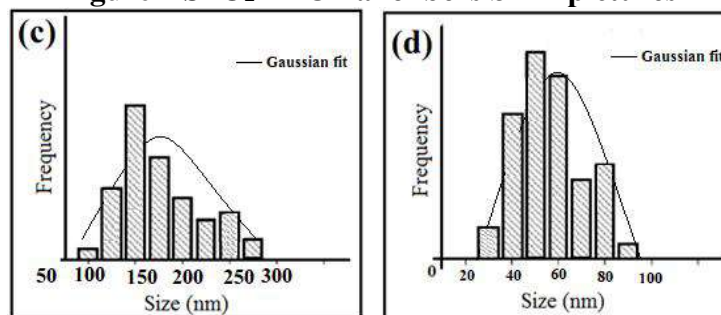 (c)
Gaussian fit
Frequency
50 100 150 200 250 300
Size (nm)
(d)
Gaussian fit
Frequency
0 20 40 60 80 100
Size (nm)